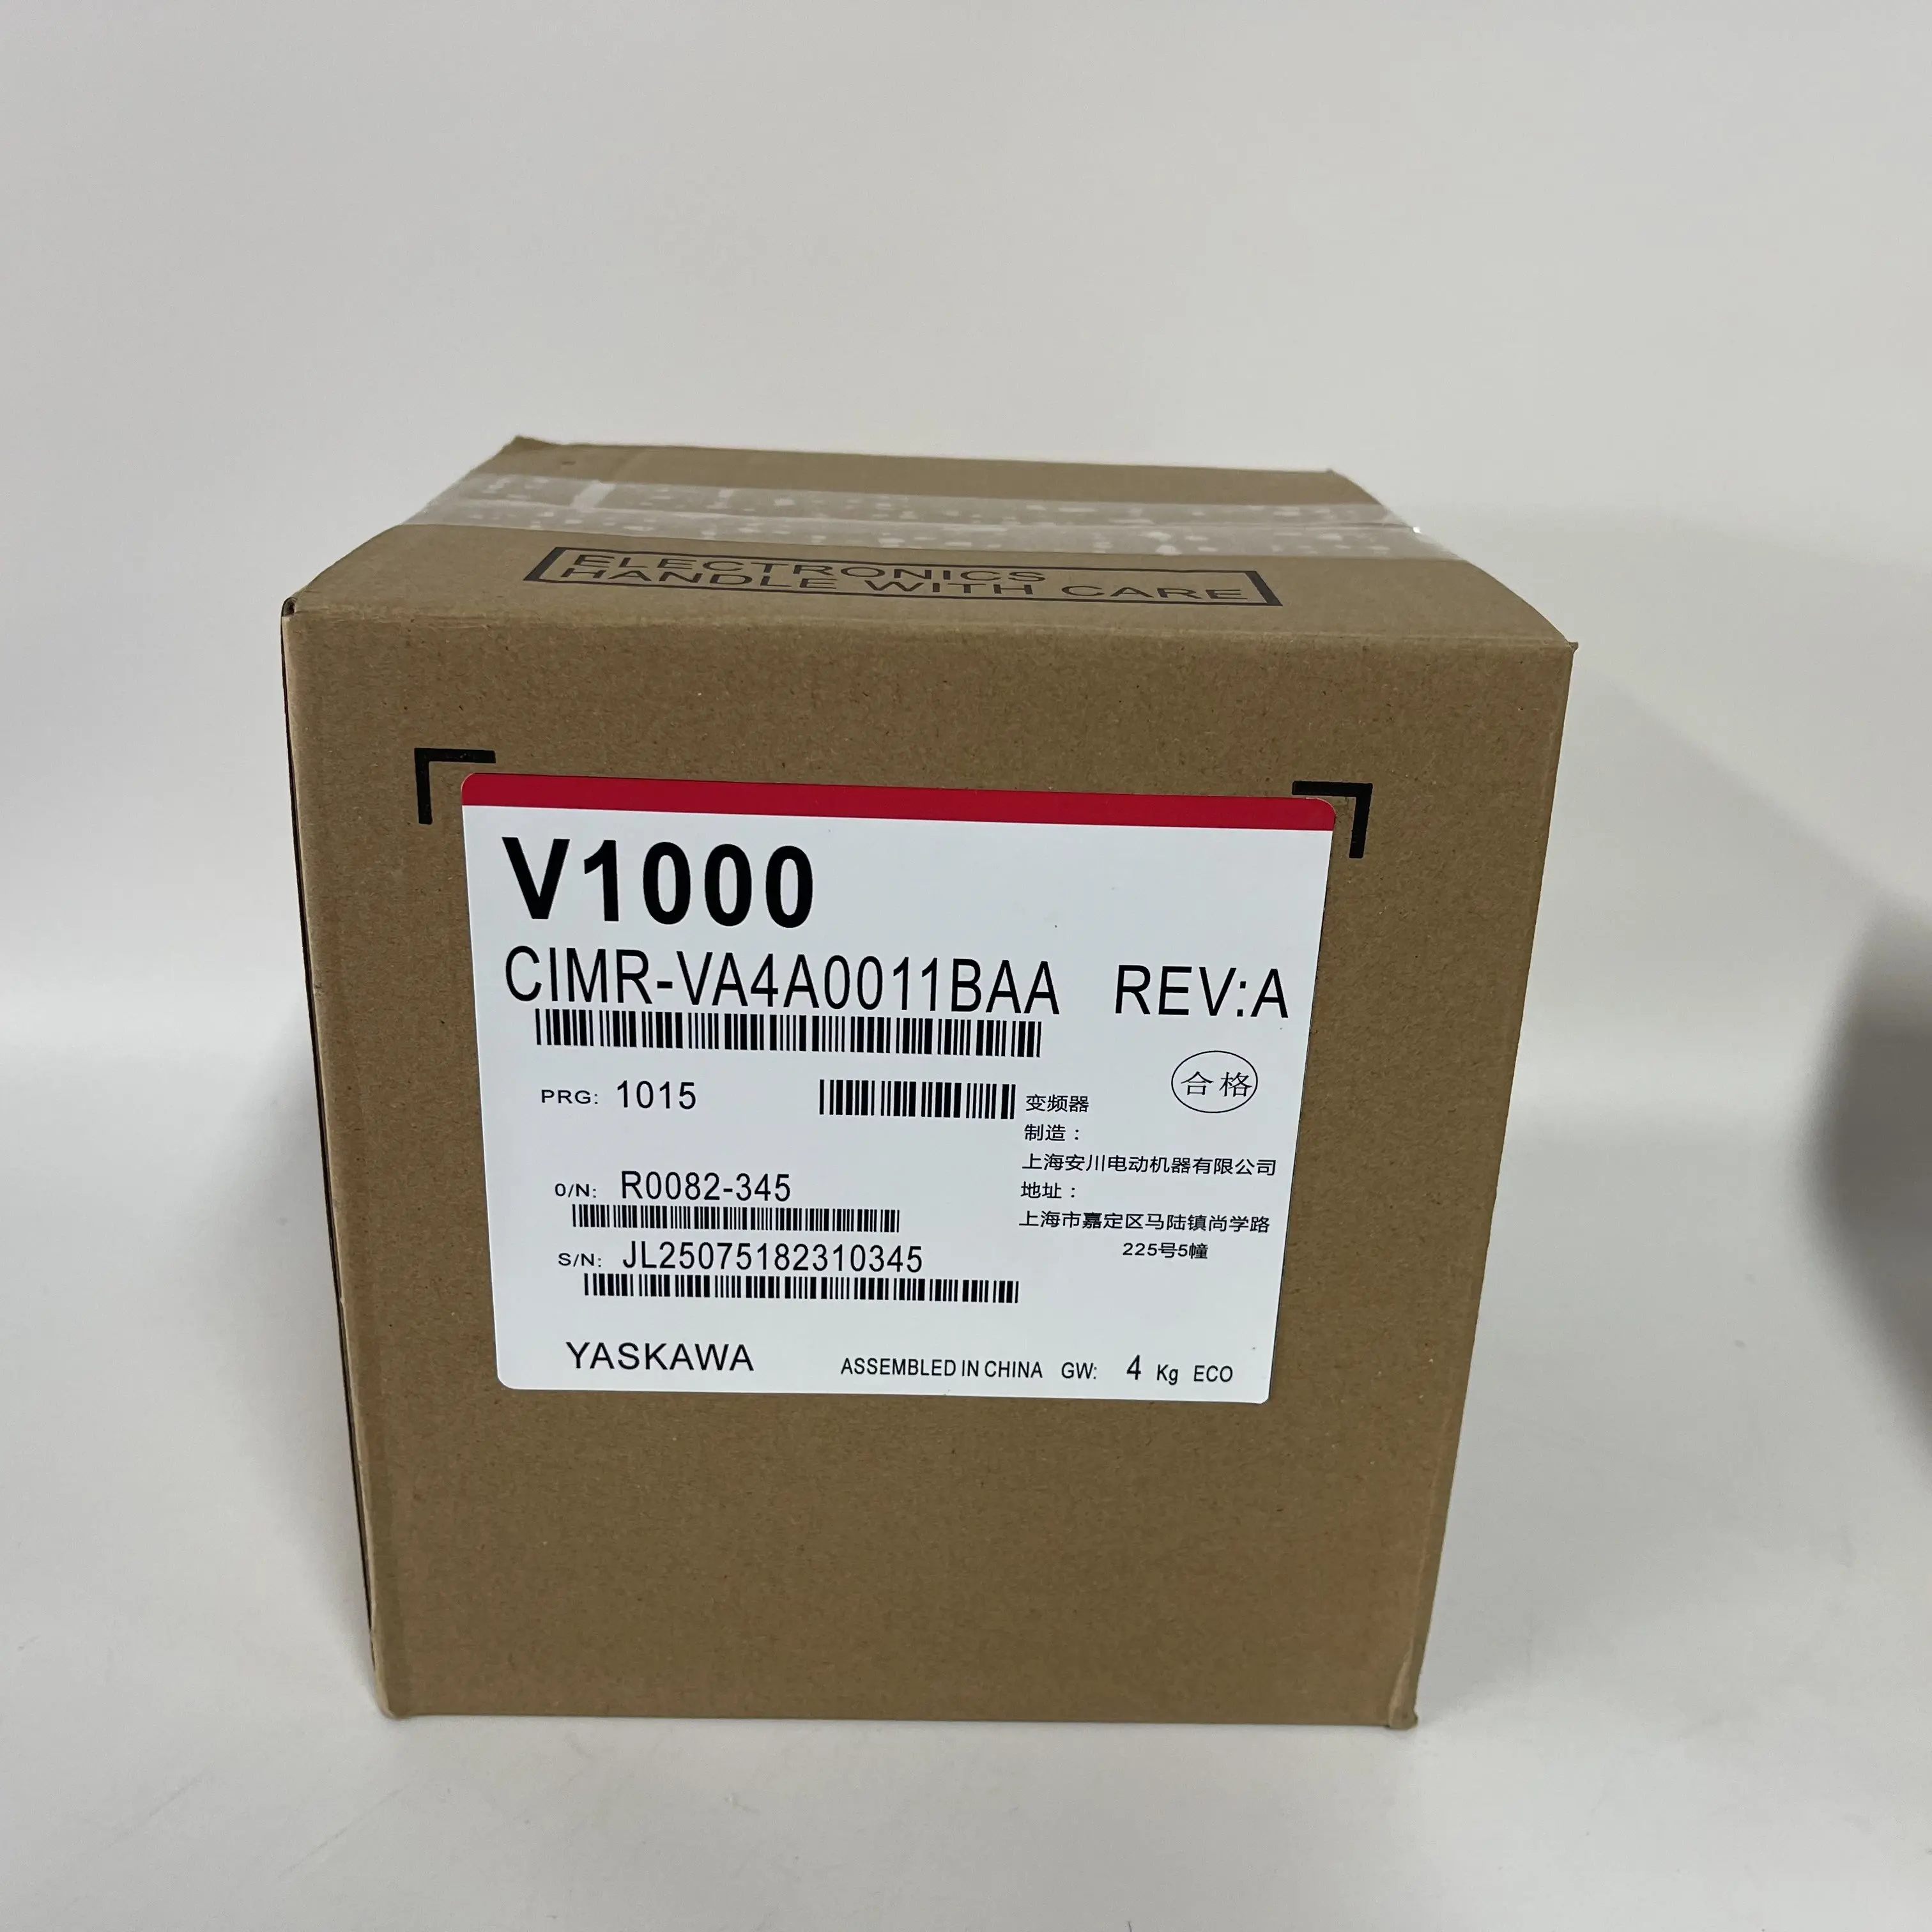 ELECTRONICS
HANDLE WITH CARE
V1000
CIMR-VA4A0011BAA REV:A
合格
PRG: 1015
变频器
制造：
上海安川电动机器有限公司
地址：
上海市嘉定区马陆镇尚学路
225号5幢
O/N: R0082-345
S/N: JL25075182310345
YASKAWA ASSEMBLED IN CHINA GW: 4 Kg ECO